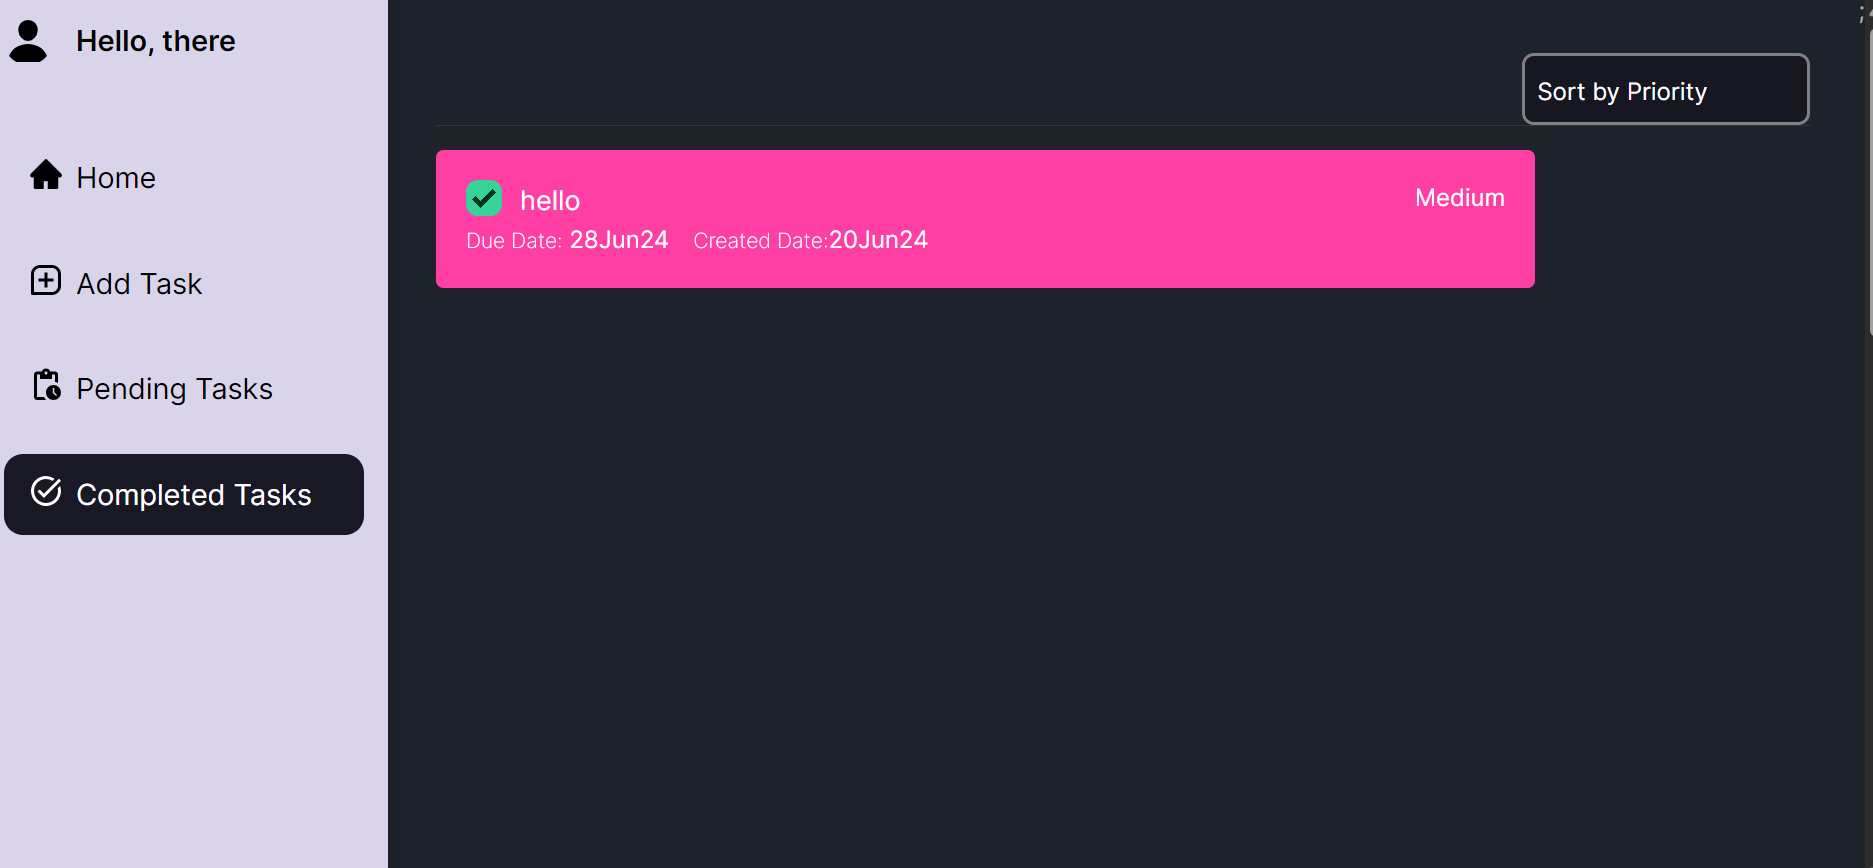 Hello, there
Home
Add Task
Pending Tasks
Completed Tasks
;
Sort by Priority
hello
Medium
Due Date: 28Jun24 Created Date:20Jun24